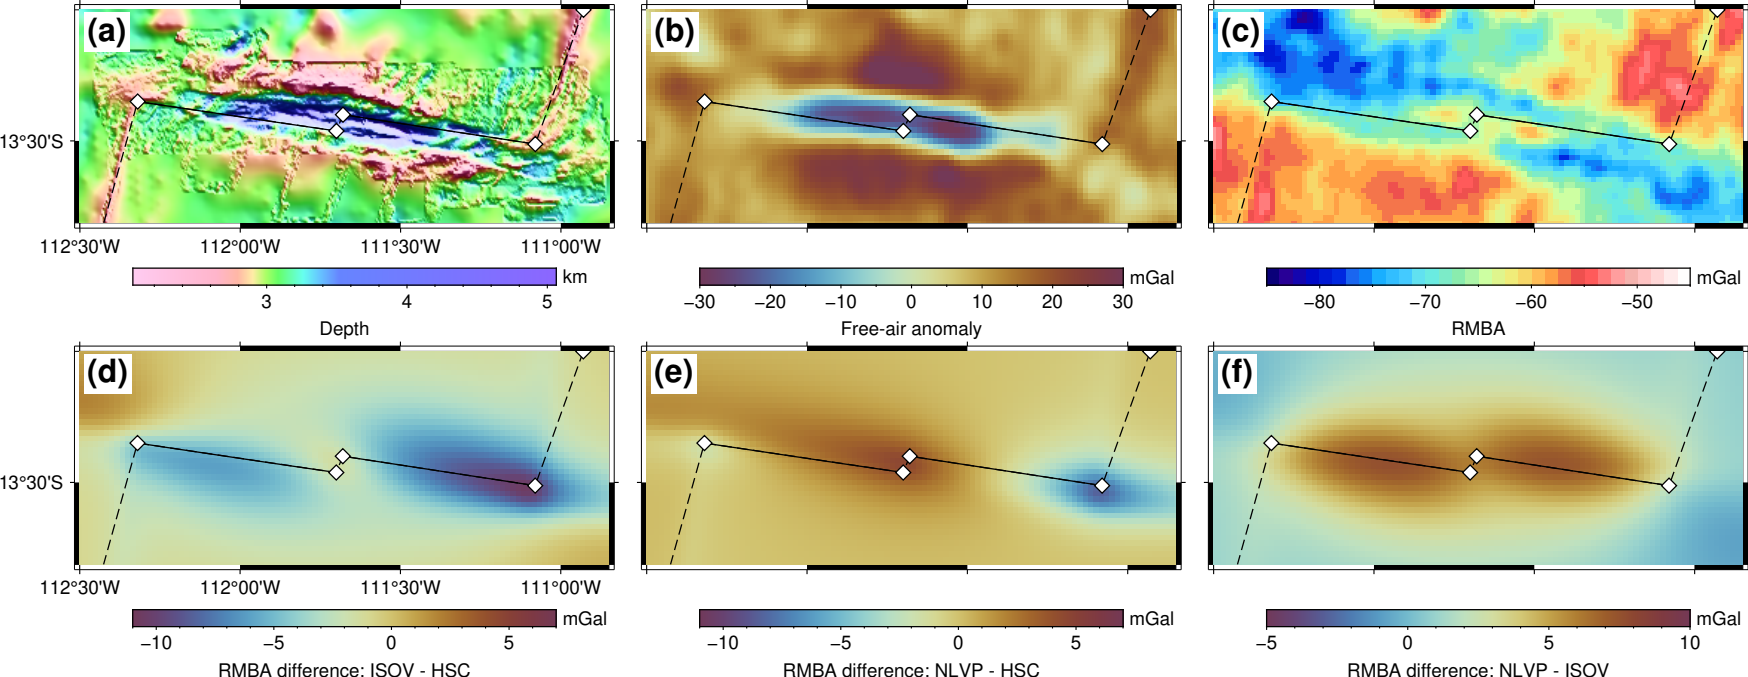 (a) (b) (c)
13°30'S
112°30'W 112°00'W 111°30'W 111°00'W
km mGal mGal
3 4 5 −30 −20 −10 0 10 20 30 −80 −70 −60 −50
Depth Free-air anomaly RMBA
(d) (e) (f)
13°30'S
112°30'W 112°00'W 111°30'W 111°00'W
mGal mGal mGal
−10 −5 0 5 −10 −5 0 5 −5 0 5 10
RMBA difference: ISOV - HSC RMBA difference: NLVP - HSC RMBA difference: NLVP - ISOV